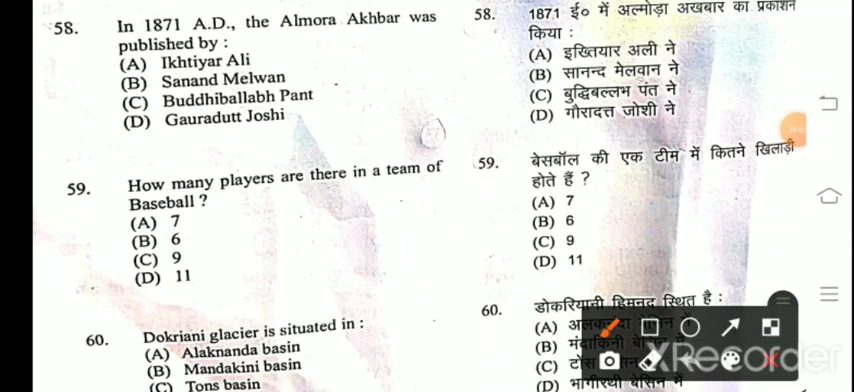 58. In 1871 A.D., the Almora Akhbar was
published by :
(A) Ikhtiyar Ali
(B) Sanand Melwan
(C) Buddhiballabh Pant
(D) Gauradutt Joshi
59. How many players are there in a team of
Baseball ?
(A) 7
(B) 6
(C) 9
(D) 11
60. Dokriani glacier is situated in :
(A) Alaknanda basin
(B) Mandakini basin
(C) Tons basin
58. 1871 ई० में अल्मोड़ा अखबार का प्रकाशन
किया :
(A) इख्तियार अली ने
(B) सानन्द मेलवान ने
(C) बुद्धिबल्लभ पंत ने
(D) गौरादत्त जोशी ने
59. बेसबॉल की एक टीम में कितने खिलाड़ी
होते हैं ?
(A) 7
(B) 6
(C) 9
(D) 11
60. डोकरियानी हिमनद स्थित है :
(A) अलकनंदा बेसिन में
(B) मंदाकिनी बेसिन में
(C) टोंस
(D) भागीरथी बेसिन में
XRecorder